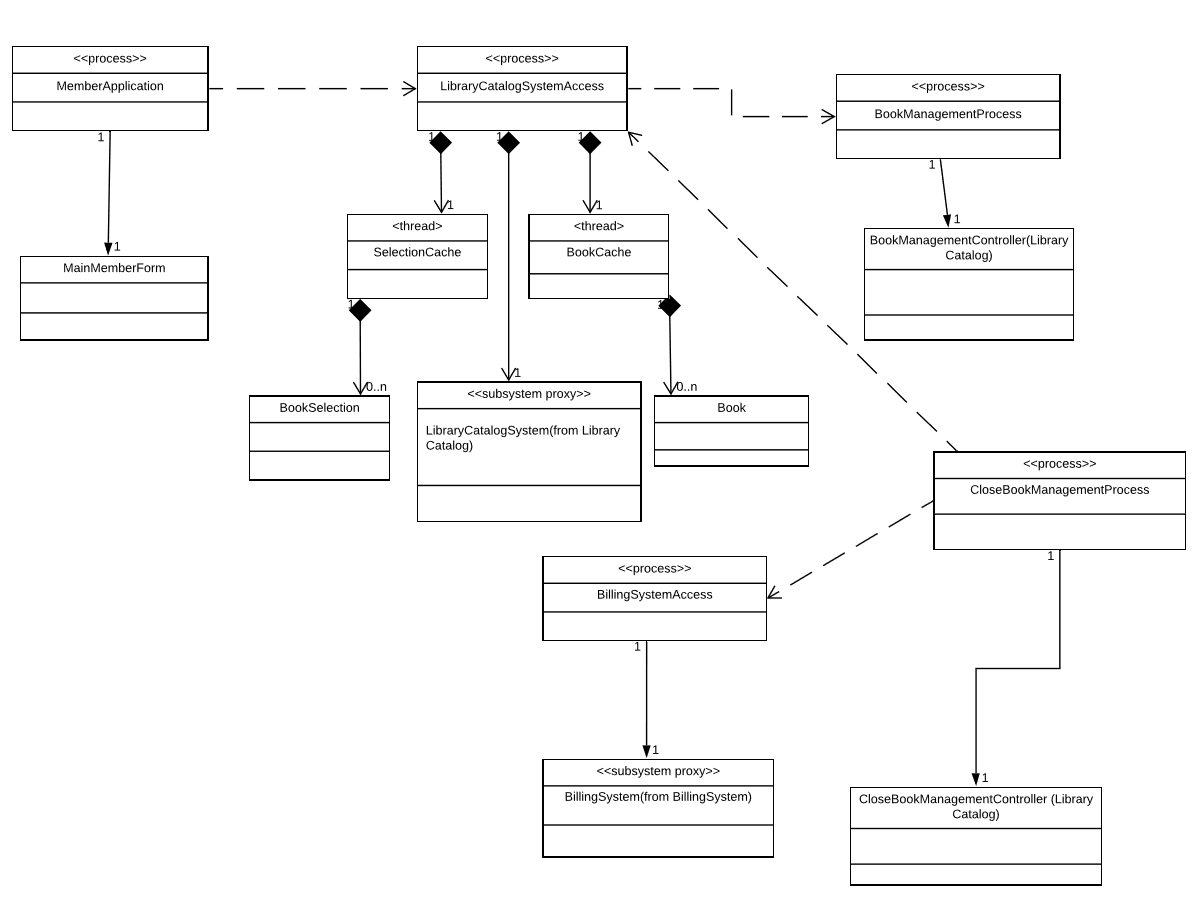 <<process>>
MemberApplication
1
1
MainMemberForm
<<process>>
LibraryCatalogSystemAccess
1
1
1
1
1
<thread>
SelectionCache
<thread>
BookCache
1
0..n
BookSelection
1
<<subsystem proxy>>
LibraryCatalogSystem(from Library
Catalog)
1
0..n
Book
<<process>>
BookManagementProcess
1
1
BookManagementController(Library
Catalog)
<<process>>
CloseBookManagementProcess
1
<<process>>
BillingSystemAccess
1
1
<<subsystem proxy>>
BillingSystem(from BillingSystem)
1
CloseBookManagementController (Library
Catalog)